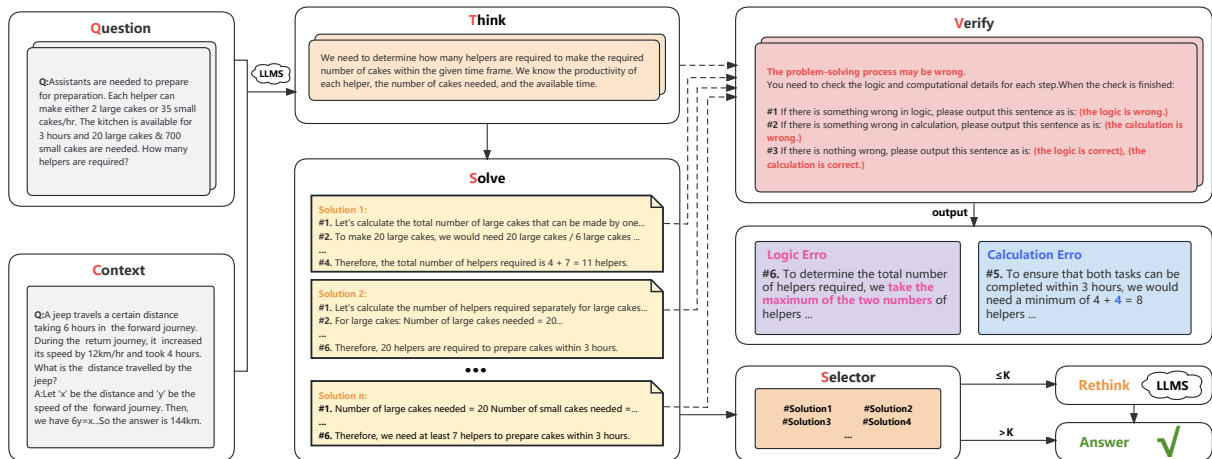 Question
Q:Assistants are needed to prepare
for preparation. Each helper can
make either 2 large cakes or 35 small
cakes/hr. The kitchen is available for
3 hours and 20 large cakes & 700
small cakes are needed. How many
helpers are required?
Context
Q:A jeep travels a certain distance
taking 6 hours in the forward journey.
During the return journey, it increased
its speed by 12km/hr and took 4 hours.
What is the distance travelled by the
jeep?
A:Let 'x' be the distance and 'y' be the
speed of the forward journey. Then,
we have 6y=x...So the answer is 144km.
LLMS
Think
We need to determine how many helpers are required to make the required
number of cakes within the given time frame. We know the productivity of
each helper, the number of cakes needed, and the available time.
Solve
Solution 1:
#1. Let's calculate the total number of large cakes that can be made by one...
#2. To make 20 large cakes, we would need 20 large cakes / 6 large cakes ...
...
#4. Therefore, the total number of helpers required is 4 + 7 = 11 helpers.
Solution 2:
#1. Let's calculate the number of helpers required separately for large cakes...
#2. For large cakes: Number of large cakes needed = 20...
...
#6. Therefore, 20 helpers are required to prepare cakes within 3 hours.
•••
Solution n:
#1. Number of large cakes needed = 20 Number of small cakes needed =...
...
#6. Therefore, we need at least 7 helpers to prepare cakes within 3 hours.
Verify
The problem-solving process may be wrong.
You need to check the logic and computational details for each step.When the check is finished:
#1 If there is something wrong in logic, please output this sentence as is: {the logic is wrong.}
#2 If there is something wrong in calculation, please output this sentence as is: {the calculation is
wrong.}
#3 If there is nothing wrong, please output this sentence as is: {the logic is correct}, {the
calculation is correct.}
output
Logic Erro
#6. To determine the total number
of helpers required, we take the
maximum of the two numbers of
helpers ...
Calculation Erro
#5. To ensure that both tasks can be
completed within 3 hours, we would
need a minimum of 4 + 4 = 8
helpers ...
Selector
#Solution1 #Solution2
#Solution3 #Solution4
...
≤K
>K
Rethink LLMS
Answer √